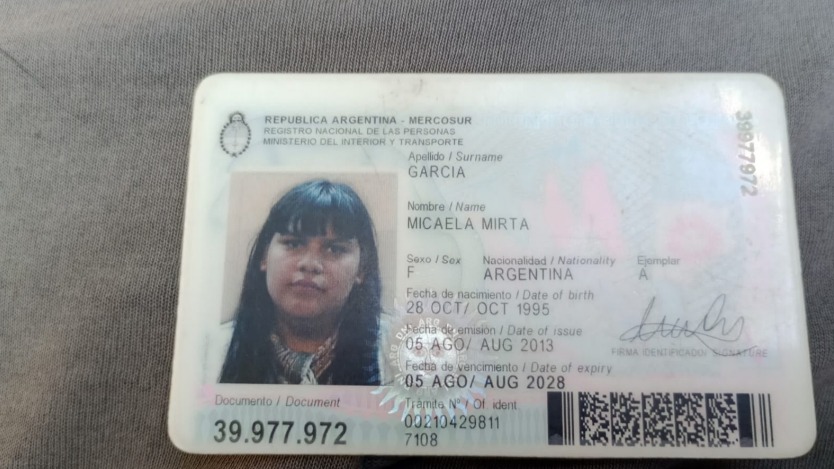 REPUBLICA ARGENTINA - MERCOSUR
REGISTRO NACIONAL DE LAS PERSONAS
MINISTERIO DEL INTERIOR Y TRANSPORTE
39977972
Apellido / Surname
GARCIA
Nombre / Name
MICAELA MIRTA
Sexo / Sex Nacionalidad / Nationality Ejemplar
F ARGENTINA A
Fecha de nacimiento / Date of birth
28 OCT/ OCT 1995
Fecha de emisión / Date of issue
05 AGO/ AUG 2013
FIRMA IDENTIFICADO/ SIGNATURE
Fecha de vencimiento / Date of expiry
05 AGO/ AUG 2028
Documento / Document
39.977.972
Trámite Nº / Of. ident.
00210429811
7108